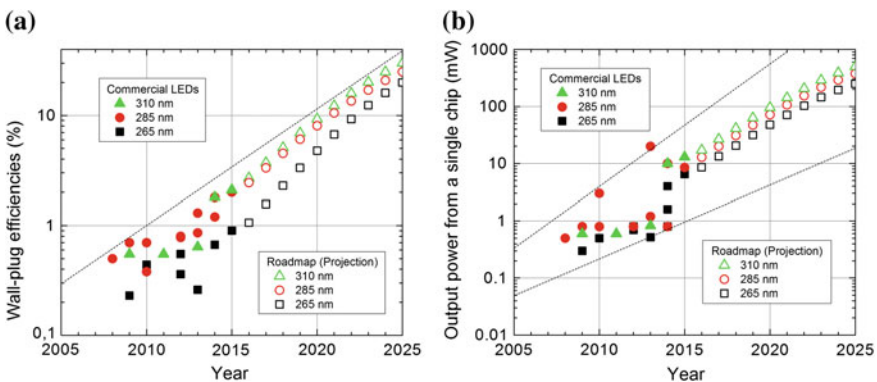 (a)
Wall-plug efficiencies (%)
10
1
0,1
Commercial LEDs
310 nm
285 nm
265 nm
Roadmap (Projection)
310 nm
285 nm
265 nm
2005 2010 2015 2020 2025
Year
(b)
Output power from a single chip (mW)
1000
100
10
1
0.1
0.01
Commercial LEDs
310 nm
285 nm
265 nm
Roadmap (Projection)
310 nm
285 nm
265 nm
2005 2010 2015 2020 2025
Year